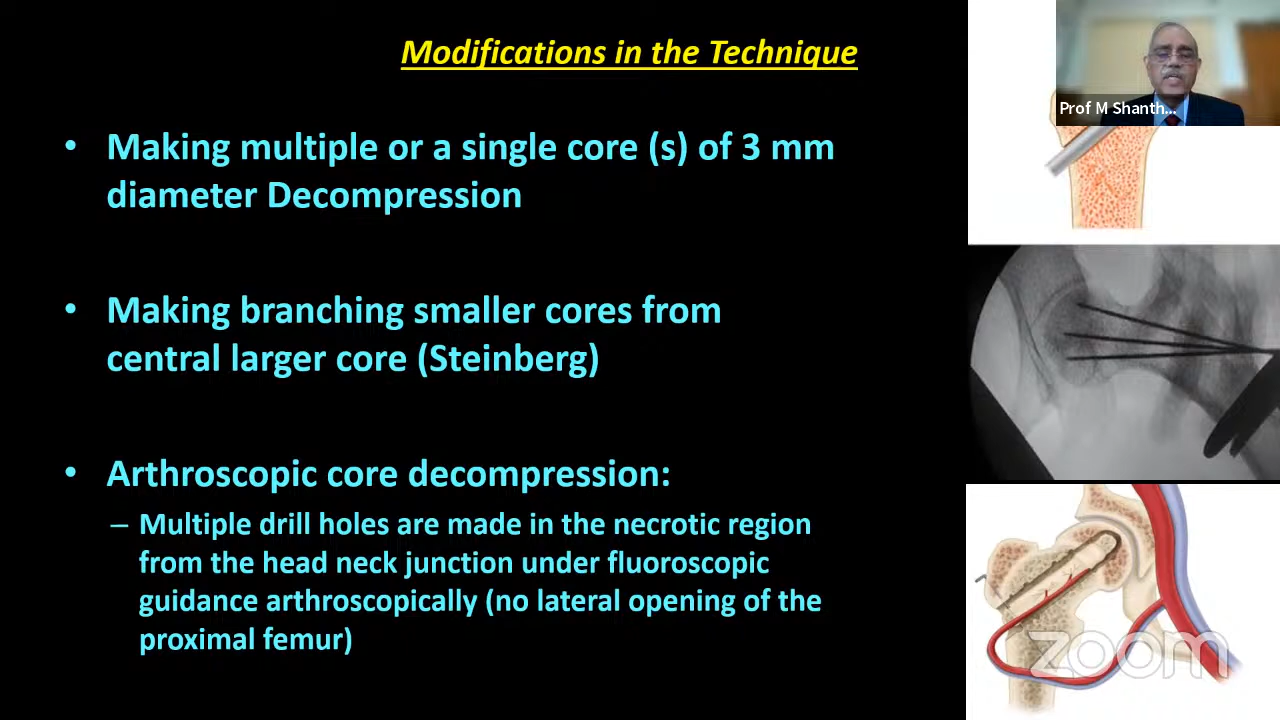 Modifications in the Technique
Prof M Shanth...
• Making multiple or a single core (s) of 3 mm
diameter Decompression
• Making branching smaller cores from
central larger core (Steinberg)
• Arthroscopic core decompression:
– Multiple drill holes are made in the necrotic region
from the head neck junction under fluoroscopic
guidance arthroscopically (no lateral opening of the
proximal femur)
zoom